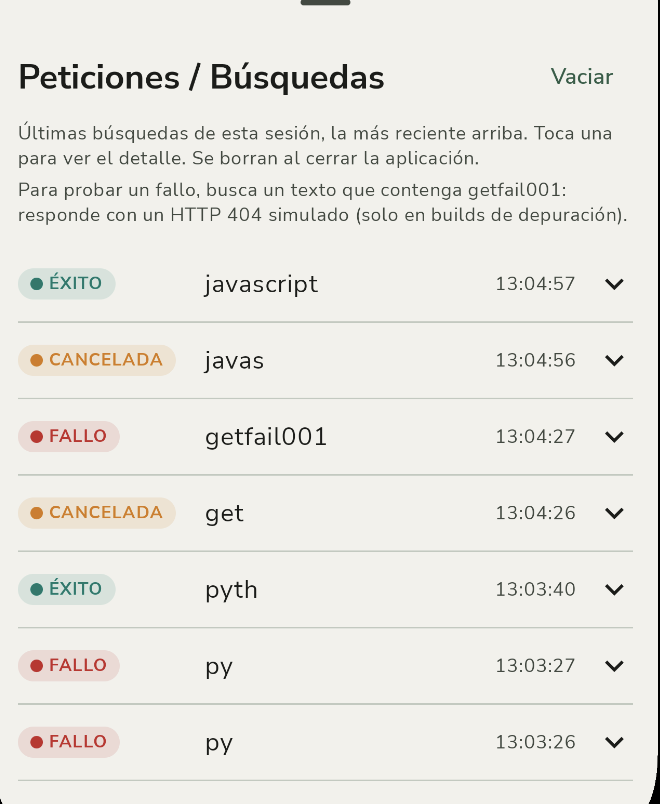 Peticiones / Búsquedas Vaciar
Últimas búsquedas de esta sesión, la más reciente arriba. Toca una
para ver el detalle. Se borran al cerrar la aplicación.
Para probar un fallo, busca un texto que contenga getfail001:
responde con un HTTP 404 simulado (solo en builds de depuración).
ÉXITO javascript 13:04:57
CANCELADA javas 13:04:56
FALLO getfail001 13:04:27
CANCELADA get 13:04:26
ÉXITO pyth 13:03:40
FALLO py 13:03:27
FALLO py 13:03:26